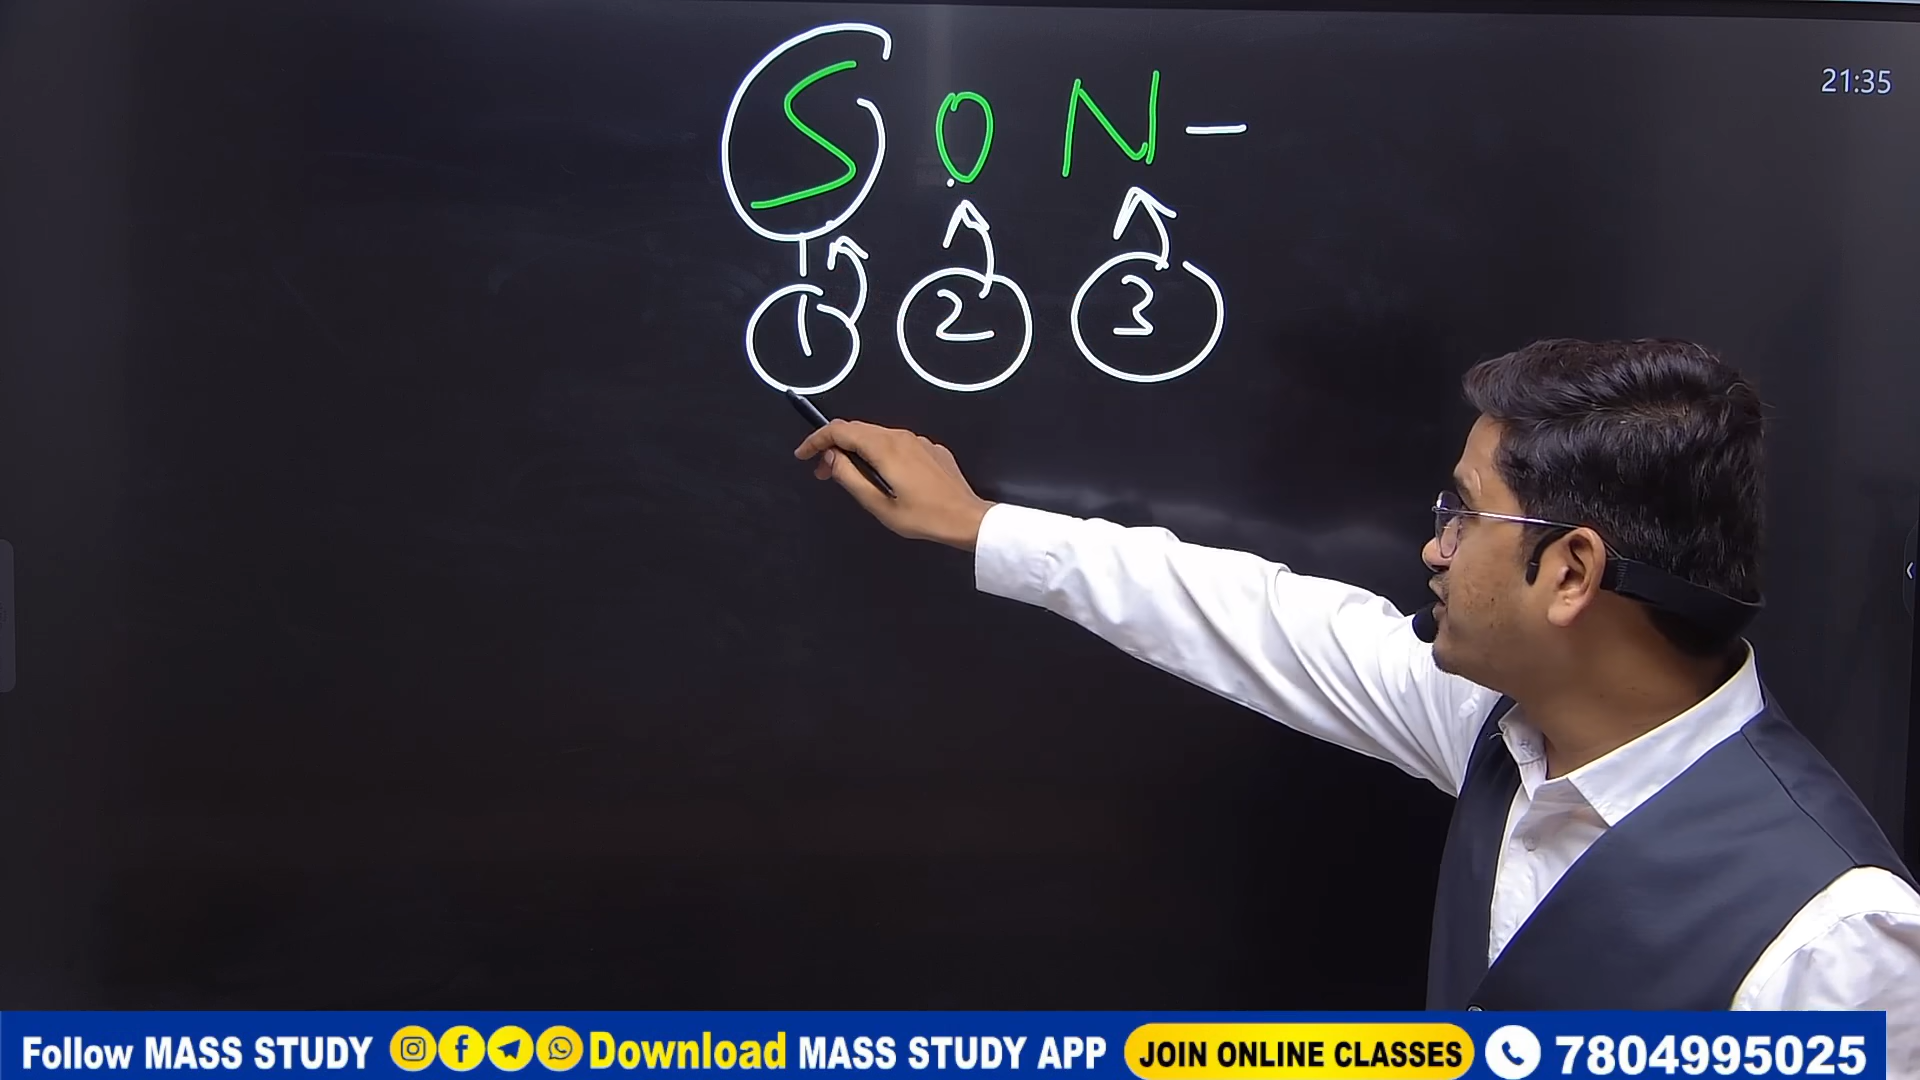 21:35
S O N -
1 2 3
Follow MASS STUDY Download MASS STUDY APP JOIN ONLINE CLASSES 7804995025